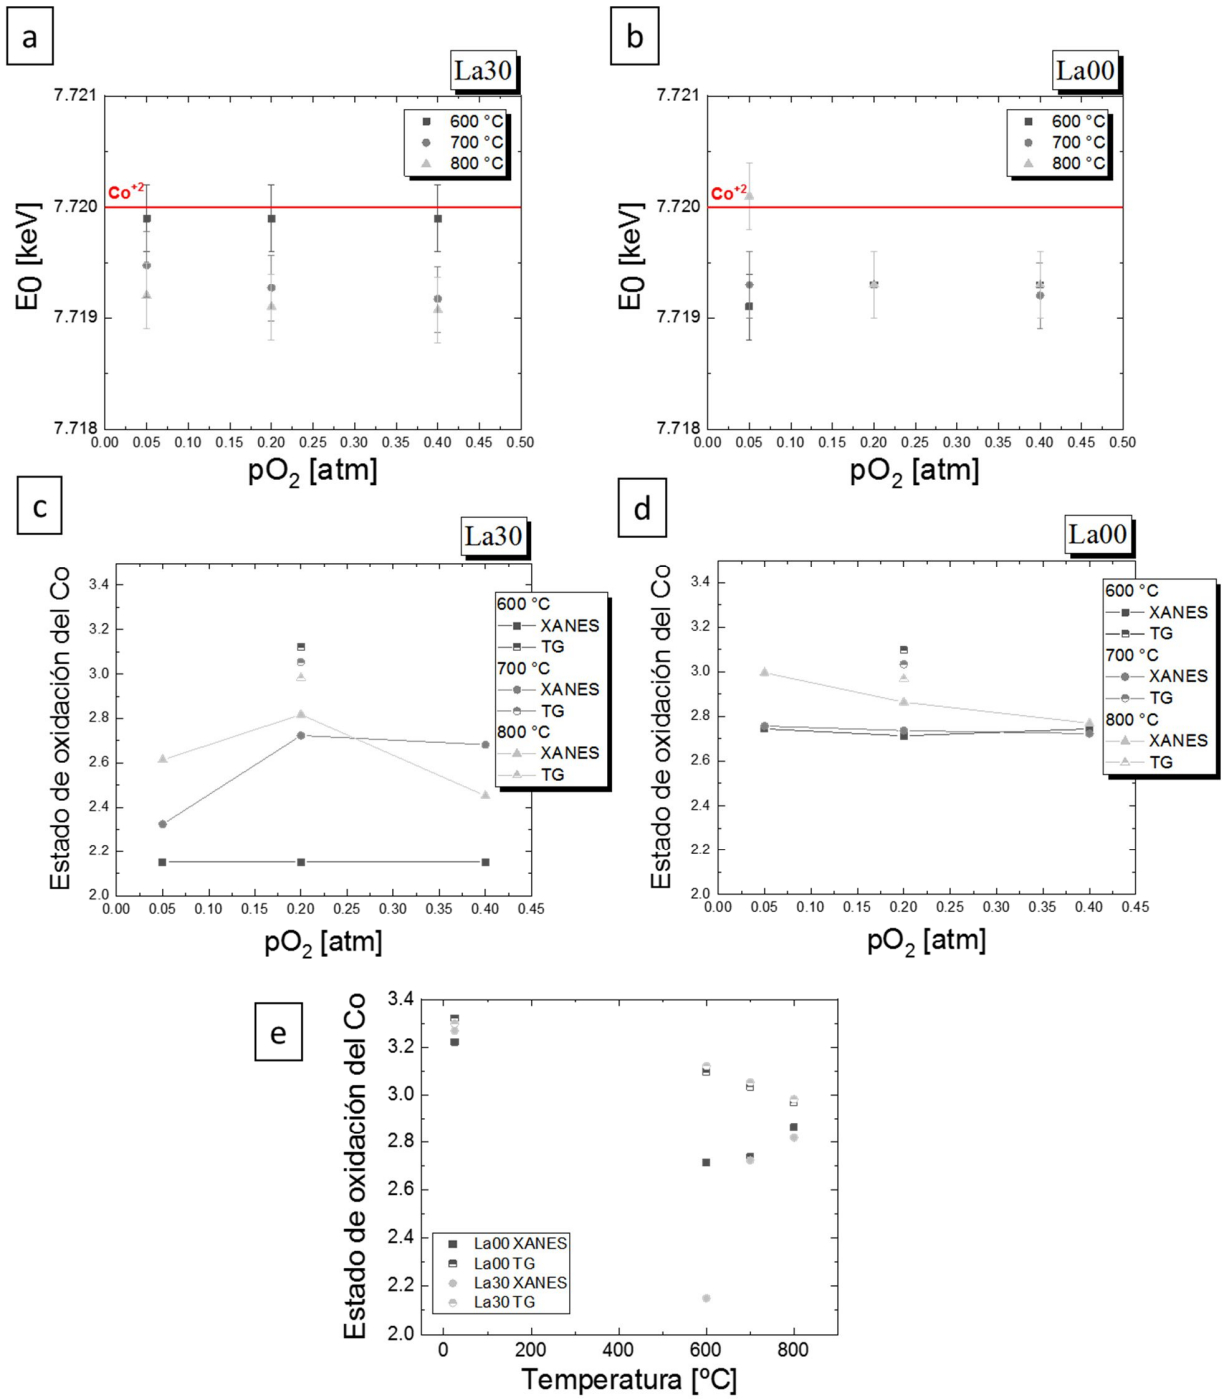 a
La30
7.721
7.720
7.719
7.718
E0 [keV]
600 °C
700 °C
800 °C
Co+2
0.00 0.05 0.10 0.15 0.20 0.25 0.30 0.35 0.40 0.45 0.50
pO2 [atm]
b
La00
7.721
7.720
7.719
7.718
E0 [keV]
600 °C
700 °C
800 °C
Co+2
0.00 0.05 0.10 0.15 0.20 0.25 0.30 0.35 0.40 0.45 0.50
pO2 [atm]
c
La30
Estado de oxidación del Co
3.4
3.2
3.0
2.8
2.6
2.4
2.2
2.0
600 °C
XANES
TG
700 °C
XANES
TG
800 °C
XANES
TG
0.00 0.05 0.10 0.15 0.20 0.25 0.30 0.35 0.40 0.45
pO2 [atm]
d
La00
Estado de oxidación del Co
3.4
3.2
3.0
2.8
2.6
2.4
2.2
2.0
600 °C
XANES
TG
700 °C
XANES
TG
800 °C
XANES
TG
0.00 0.05 0.10 0.15 0.20 0.25 0.30 0.35 0.40 0.45
pO2 [atm]
e
Estado de oxidación del Co
3.4
3.2
3.0
2.8
2.6
2.4
2.2
2.0
La00 XANES
La00 TG
La30 XANES
La30 TG
0 200 400 600 800
Temperatura [ºC]